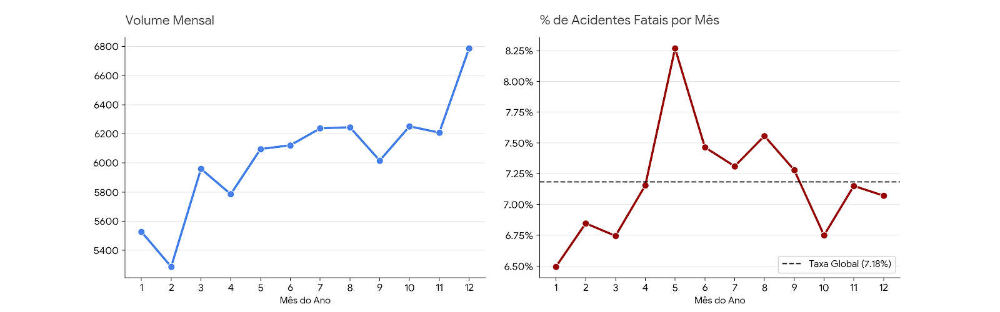 Volume Mensal
6800
6600
6400
6200
6000
5800
5600
5400
1 2 3 4 5 6 7 8 9 10 11 12
Mês do Ano
% de Acidentes Fatais por Mês
8.25%
8.00%
7.75%
7.50%
7.25%
7.00%
6.75%
6.50%
Taxa Global (7.18%)
1 2 3 4 5 6 7 8 9 10 11 12
Mês do Ano